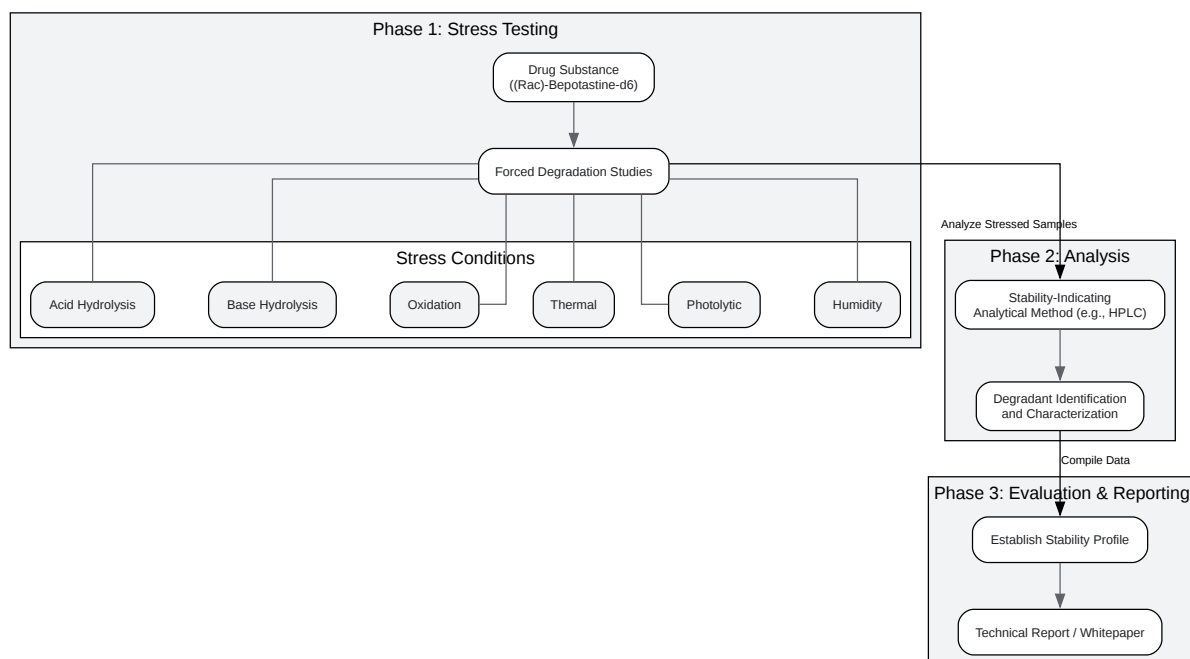 Phase 1: Stress Testing
Drug Substance
((Rac)-Bepotastine-d6)
Forced Degradation Studies
Stress Conditions
Acid Hydrolysis
Base Hydrolysis
Oxidation
Thermal
Photolytic
Humidity
Analyze Stressed Samples
Phase 2: Analysis
Stability-Indicating
Analytical Method (e.g., HPLC)
Degradant Identification
and Characterization
Compile Data
Phase 3: Evaluation & Reporting
Establish Stability Profile
Technical Report / Whitepaper